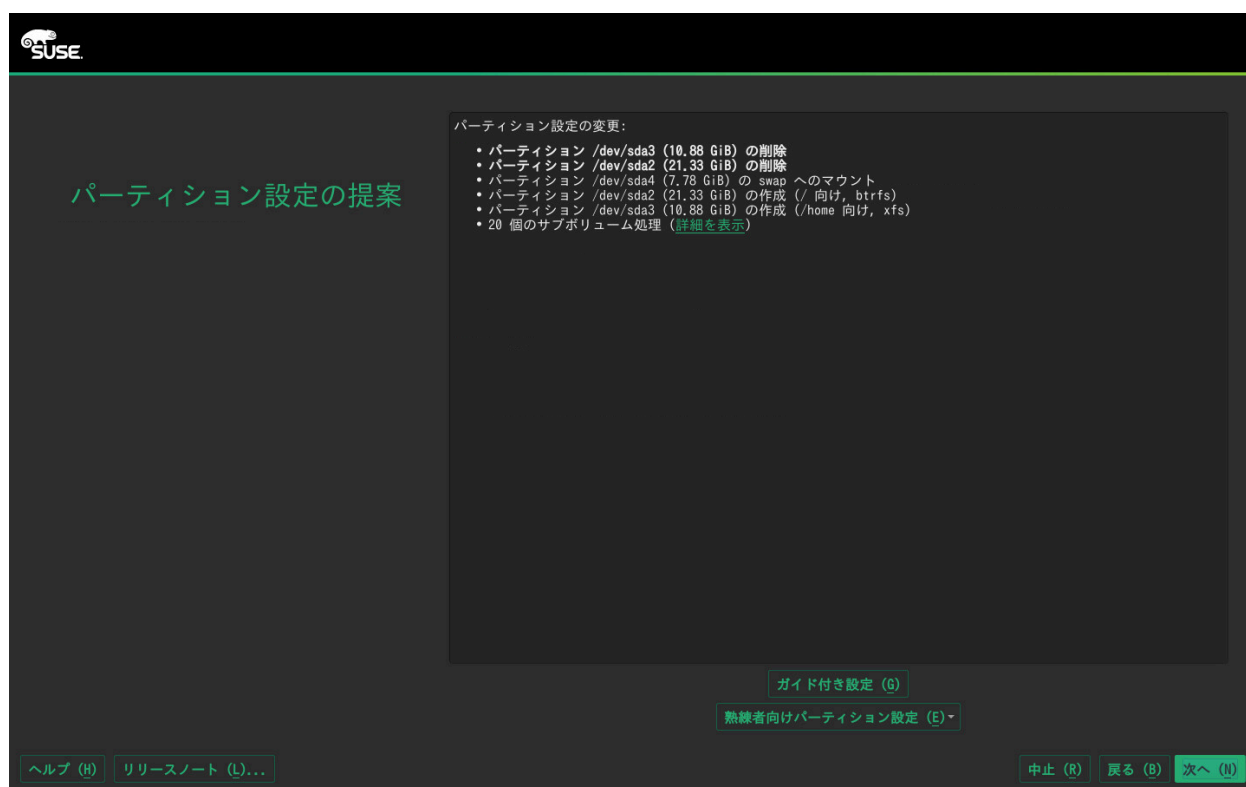 SUSE.
パーティション設定の提案
パーティション設定の変更:
• パーティション /dev/sda3 (10.88 GiB) の削除
• パーティション /dev/sda2 (21.33 GiB) の削除
• パーティション /dev/sda4 (7.78 GiB) の swap へのマウント
• パーティション /dev/sda2 (21.33 GiB) の作成 (/ 向け, btrfs)
• パーティション /dev/sda3 (10.88 GiB) の作成 (/home 向け, xfs)
• 20 個のサブボリューム処理 (詳細を表示)
ガイド付き設定 (G)
熟練者向けパーティション設定 (E)
ヘルプ (H) リリースノート (L)... 中止 (R) 戻る (B) 次へ (N)